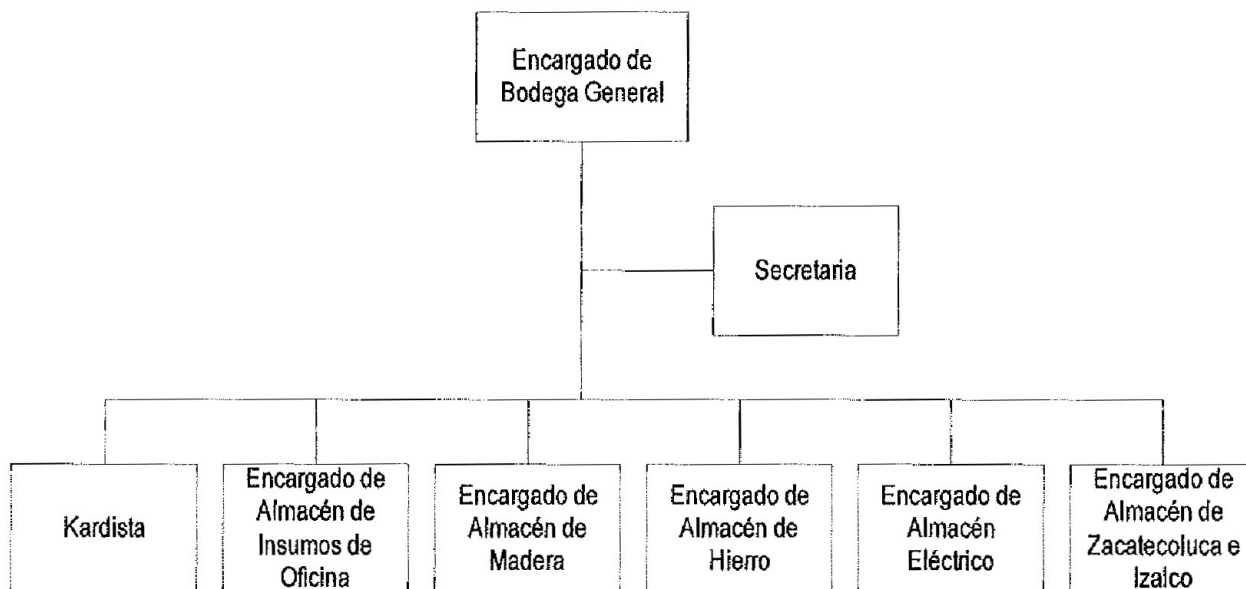 Encargado de
Bodega General
Secretaria
Kardista
Encargado de
Almacén de
Insumos de
Oficina
Encargado de
Almacén de
Madera
Encargado de
Almacén de
Hierro
Encargado de
Almacén
Eléctrico
Encargado de
Almacén de
Zacatecoluca e
Izalco